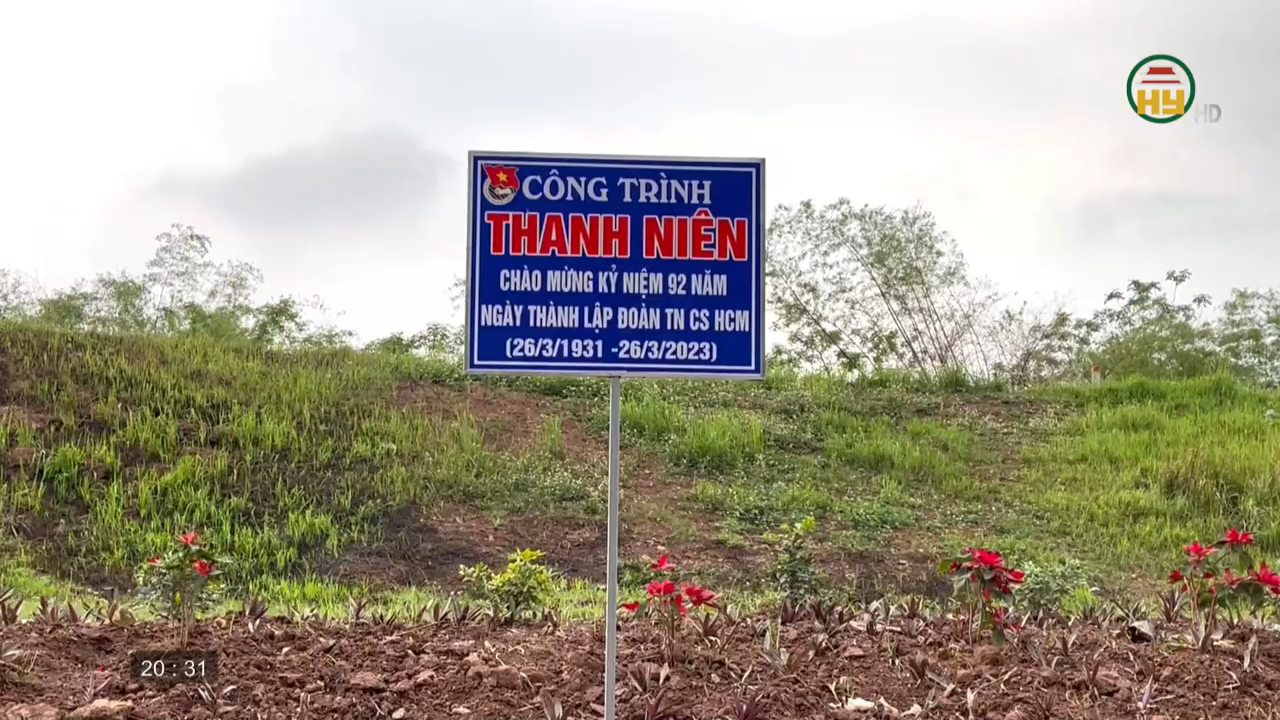 HY HD
CÔNG TRÌNH
THANH NIÊN
CHÀO MỪNG KỶ NIỆM 92 NĂM
NGÀY THÀNH LẬP ĐOÀN TN CS HCM
(26/3/1931 -26/3/2023)
20 : 31